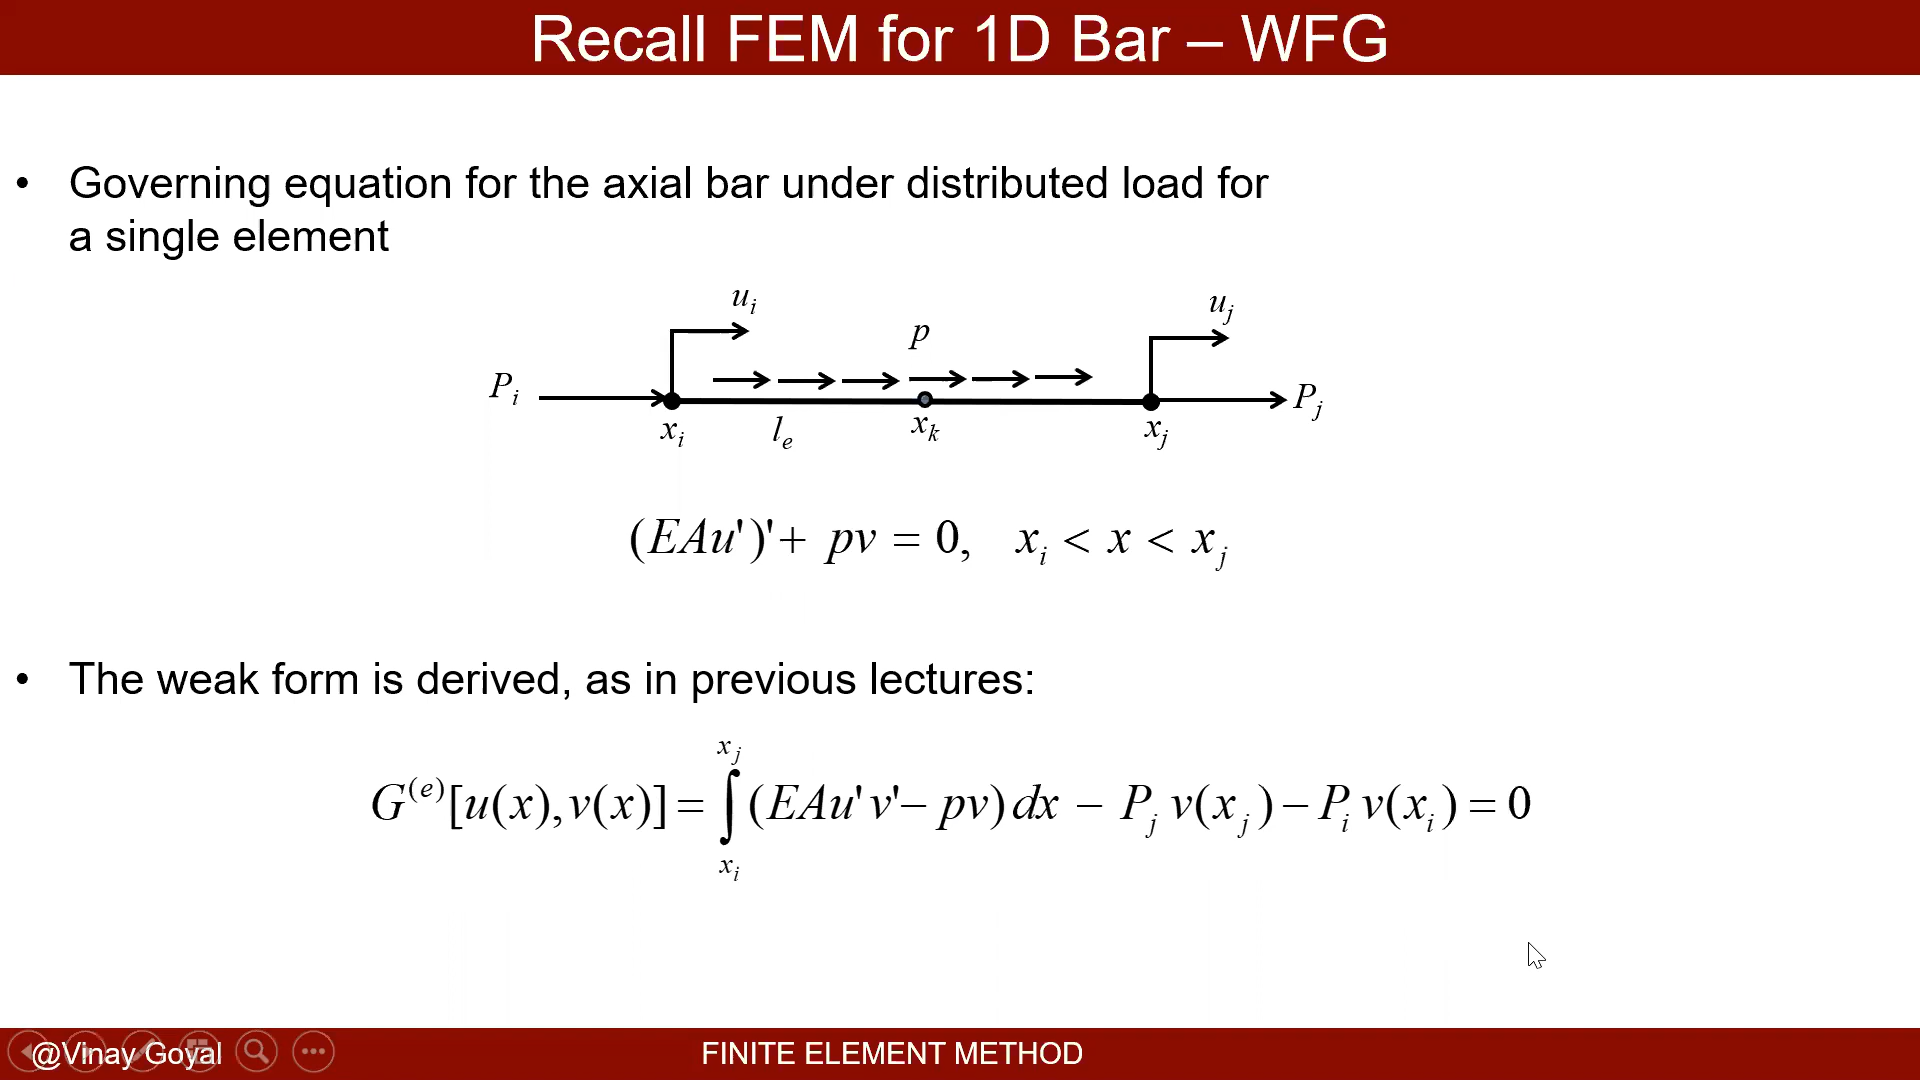 Recall FEM for 1D Bar – WFG
• Governing equation for the axial bar under distributed load for
a single element
u_i
u_j
p
P_i
P_j
x_i
l_e
x_k
x_j
(EAu')'+ pv = 0, x_i < x < x_j
• The weak form is derived, as in previous lectures:
G^(e)[u(x),v(x)] = ∫_{x_i}^{x_j} (EAu'v'− pv) dx − P_j v(x_j) − P_i v(x_i) = 0
@Vinay Goyal
FINITE ELEMENT METHOD